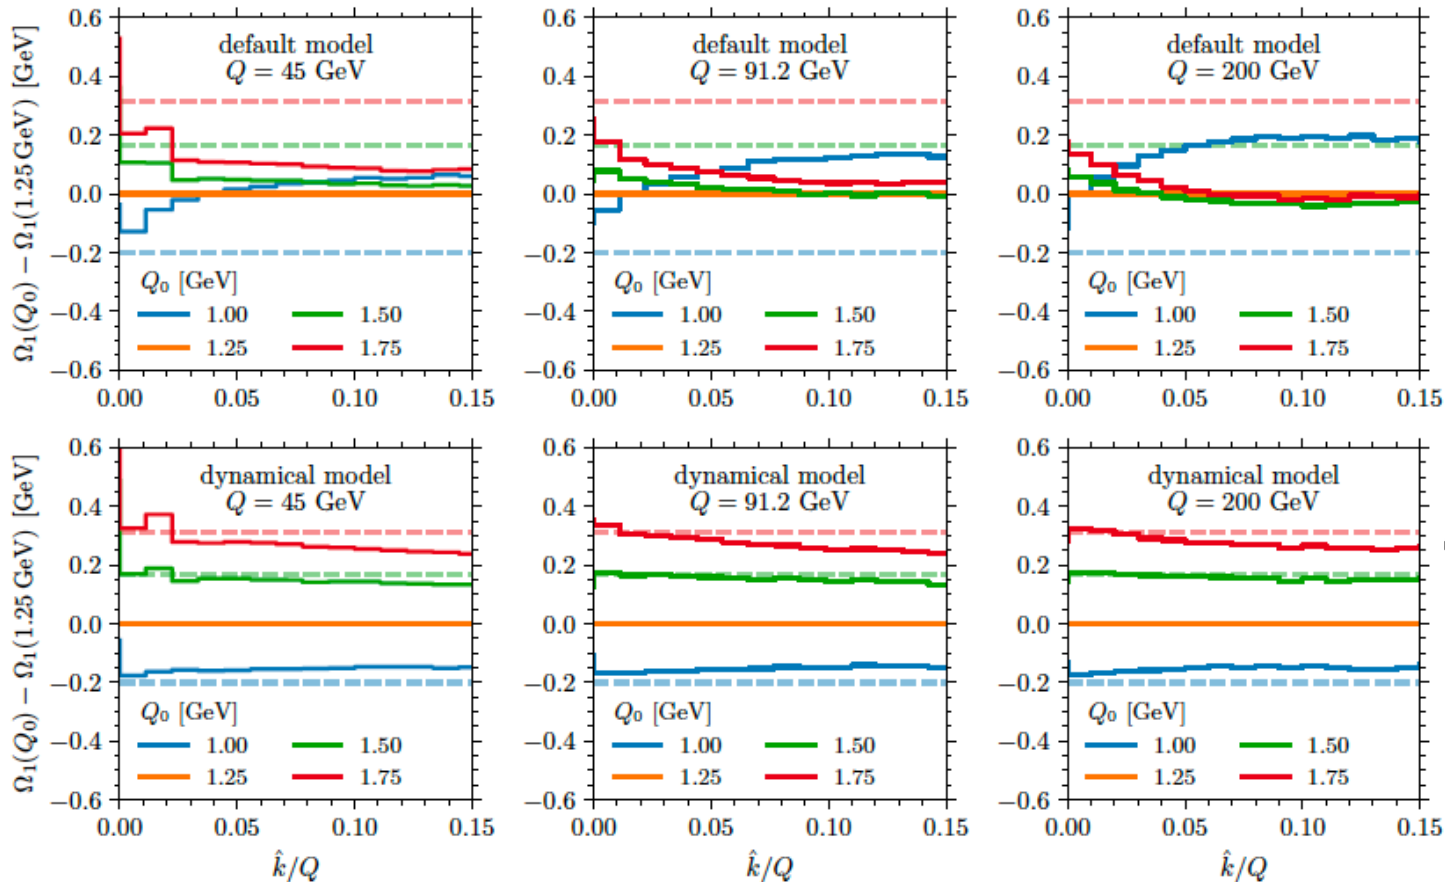 Ω₁(Q₀) − Ω₁(1.25 GeV) [GeV]
0.6
0.4
0.2
0.0
−0.2
−0.4
−0.6
default model
Q = 45 GeV
Q₀ [GeV]
1.00 1.50
1.25 1.75
0.00 0.05 0.10 0.15
0.6
0.4
0.2
0.0
−0.2
−0.4
−0.6
default model
Q = 91.2 GeV
Q₀ [GeV]
1.00 1.50
1.25 1.75
0.00 0.05 0.10 0.15
0.6
0.4
0.2
0.0
−0.2
−0.4
−0.6
default model
Q = 200 GeV
Q₀ [GeV]
1.00 1.50
1.25 1.75
0.00 0.05 0.10 0.15
Ω₁(Q₀) − Ω₁(1.25 GeV) [GeV]
0.6
0.4
0.2
0.0
−0.2
−0.4
−0.6
dynamical model
Q = 45 GeV
Q₀ [GeV]
1.00 1.50
1.25 1.75
0.00 0.05 0.10 0.15
k̂/Q
0.6
0.4
0.2
0.0
−0.2
−0.4
−0.6
dynamical model
Q = 91.2 GeV
Q₀ [GeV]
1.00 1.50
1.25 1.75
0.00 0.05 0.10 0.15
k̂/Q
0.6
0.4
0.2
0.0
−0.2
−0.4
−0.6
dynamical model
Q = 200 GeV
Q₀ [GeV]
1.00 1.50
1.25 1.75
0.00 0.05 0.10 0.15
k̂/Q